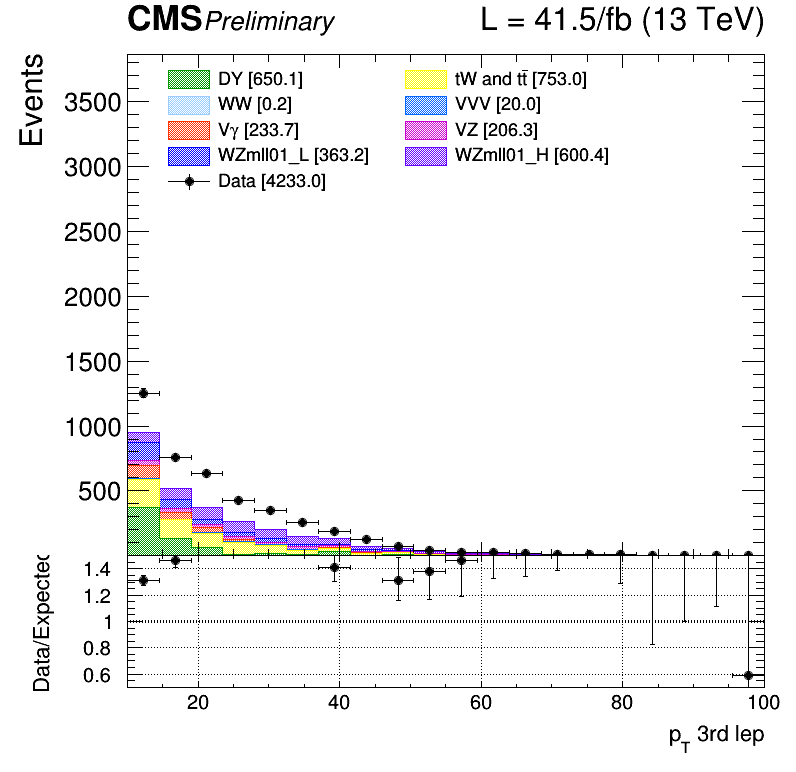 CMS Preliminary L = 41.5/fb (13 TeV)
Events
DY [650.1] tW and tt̄ [753.0]
WW [0.2] VVV [20.0]
Vγ [233.7] VZ [206.3]
WZmll01_L [363.2] WZmll01_H [600.4]
Data [4233.0]
3500
3000
2500
2000
1500
1000
500
Data/Expected
1.4
1.2
1
0.8
0.6
20 40 60 80 100
p_T 3rd lep